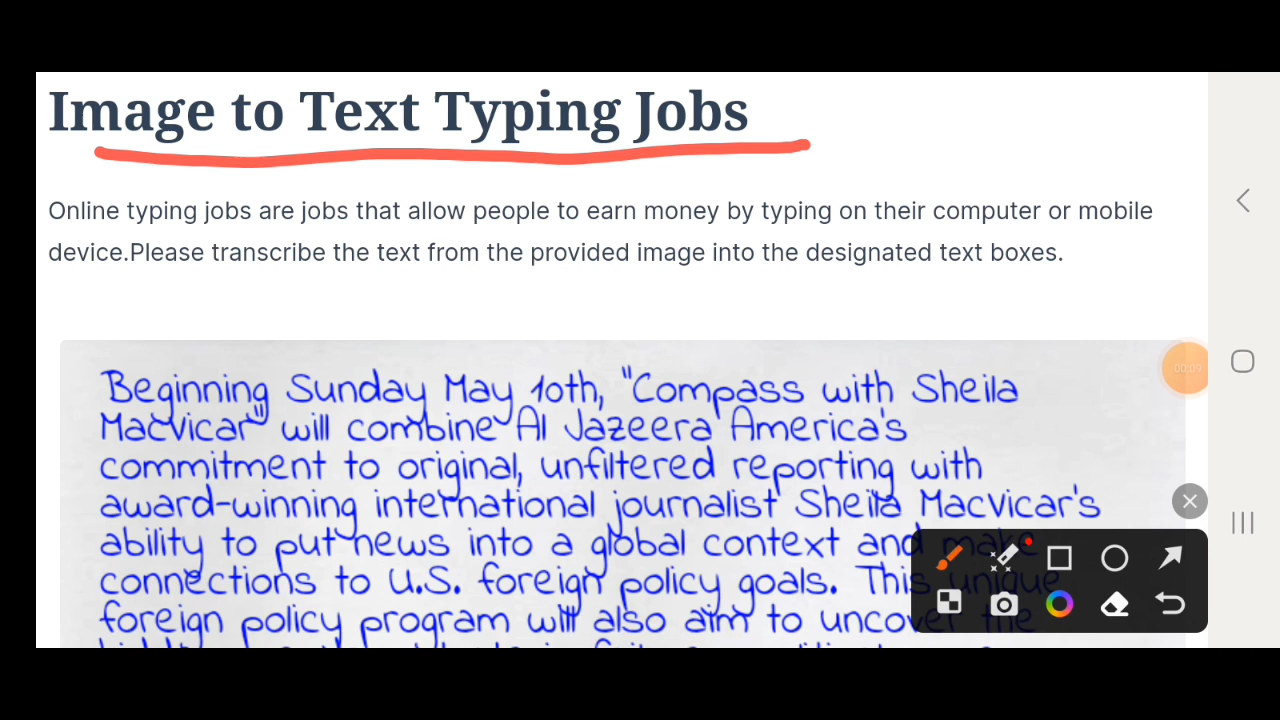 Image to Text Typing Jobs
Online typing jobs are jobs that allow people to earn money by typing on their computer or mobile
device.Please transcribe the text from the provided image into the designated text boxes.
Beginning Sunday May 10th, "Compass with Sheila
MacVicar" will combine Al Jazeera America's
commitment to original, unfiltered reporting with
award-winning international journalist Sheila MacVicar's
ability to put news into a global context and make
connections to U.S. foreign policy goals. This unique
foreign policy program will also aim to uncover the
00:09